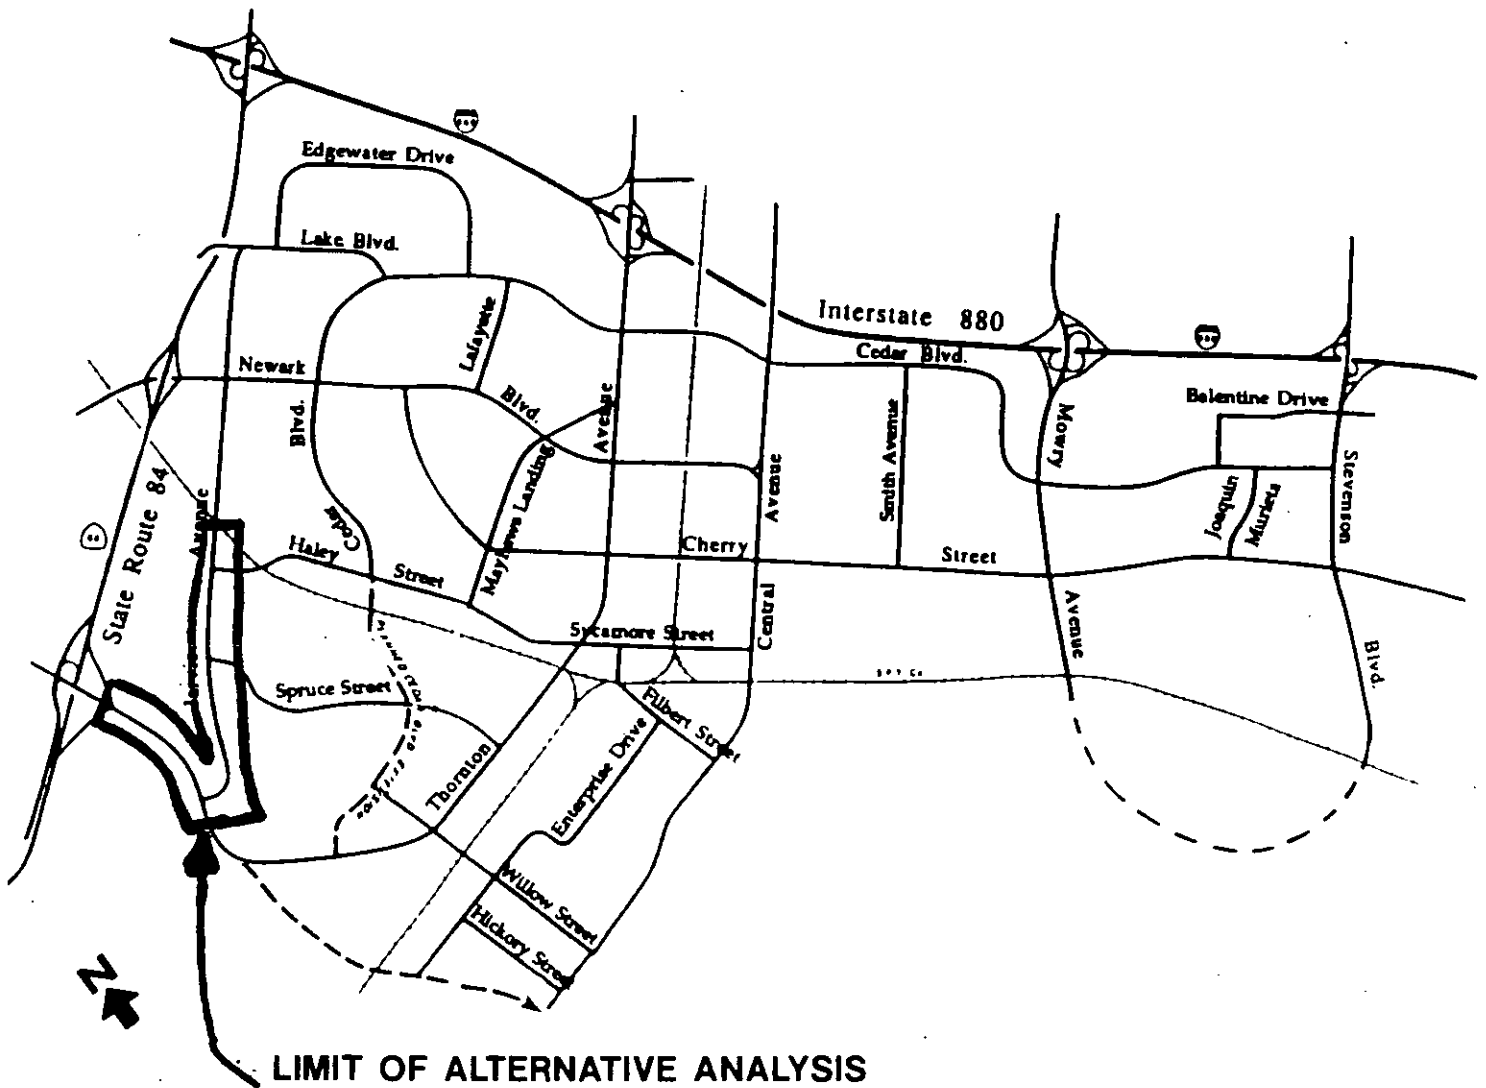 Edgewater Drive
Lake Blvd.
Interstate 880
Cedar Blvd.
Lafayette
Newark
Blvd.
Avenue
Blvd.
Balentine Drive
Smith Avenue
Mowry
Stevenson
State Route 84
Avenue
Cedar
Mayhews Landing
Avenue
Joaquin
Murieta
Haley
Street
Cherry
Street
Sycamore Street
Central
Avenue
Blvd.
Spruce Street
Filbert Street
Enterprise Drive
Thornton
Willow Street
Hickory Street
N
LIMIT OF ALTERNATIVE ANALYSIS